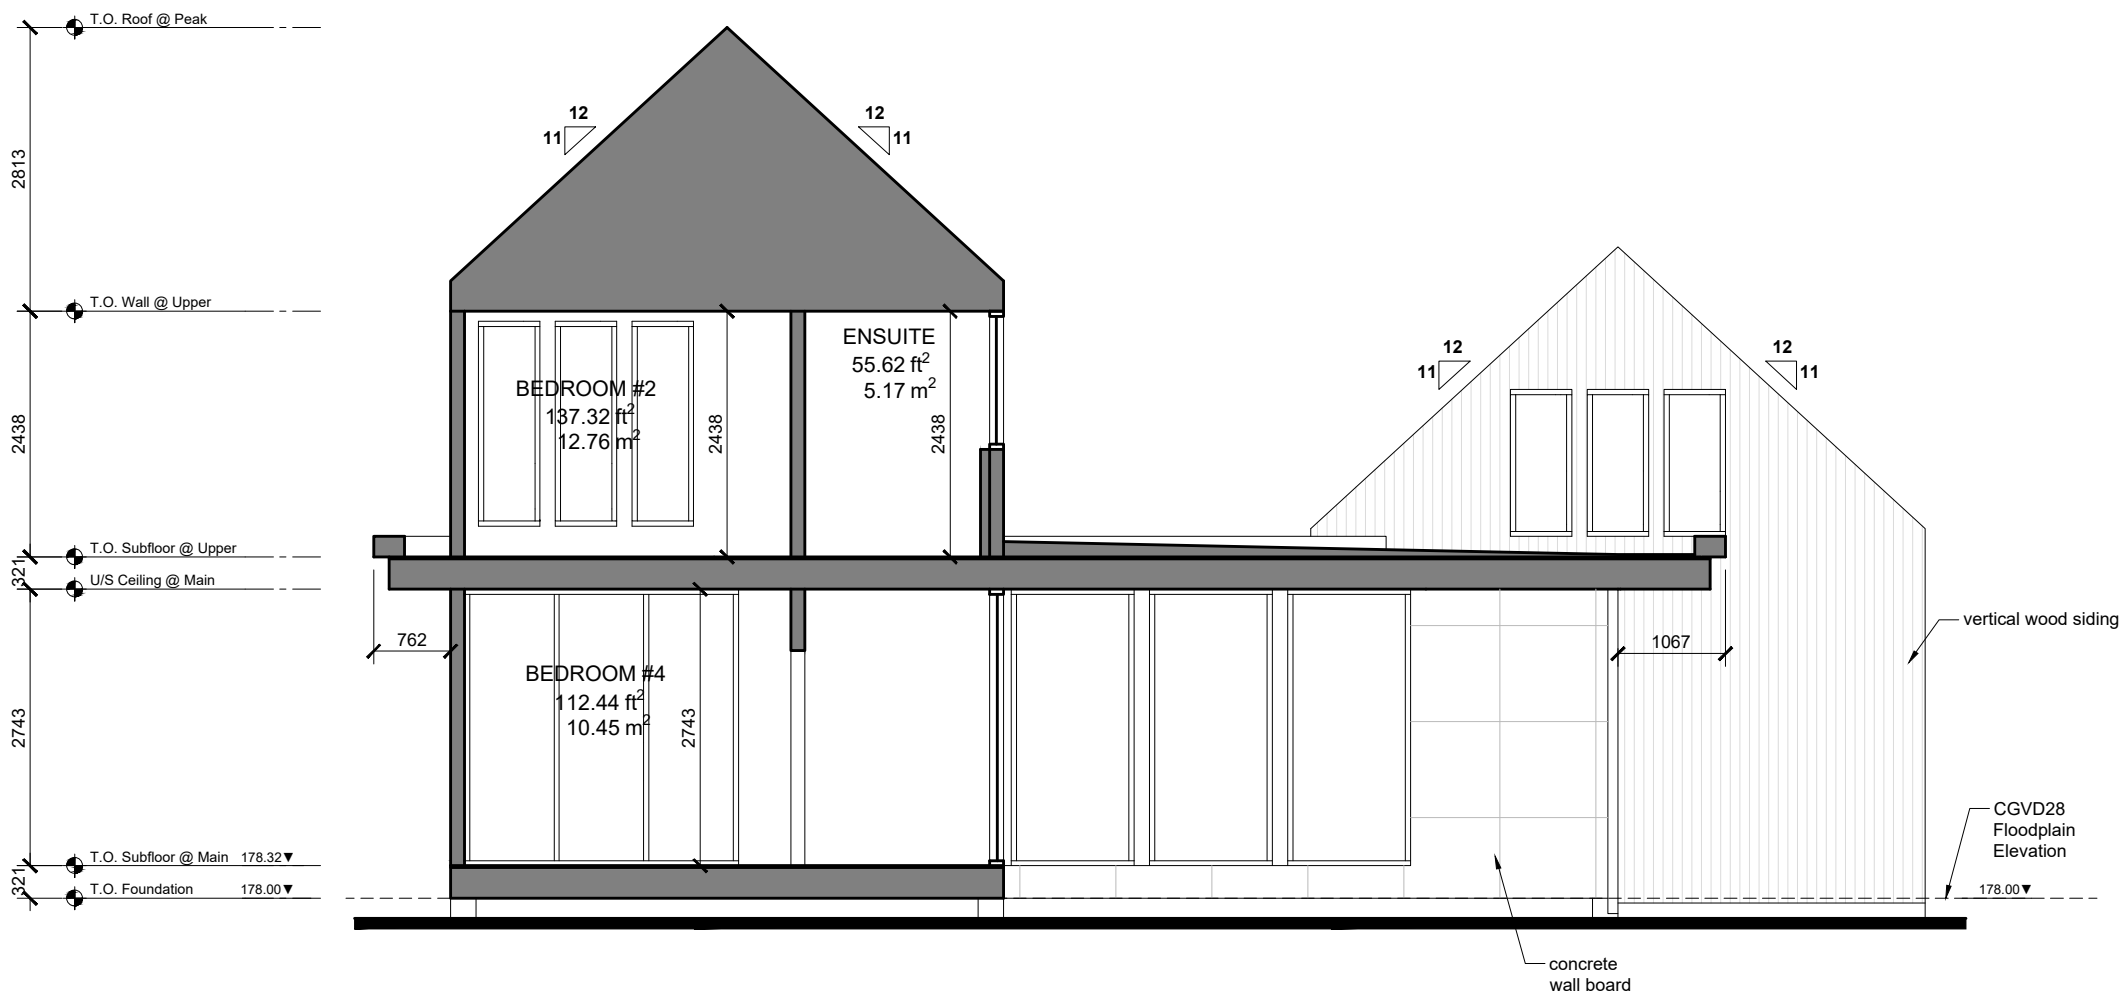 T.O. Roof @ Peak
12
11
12
11
2813
T.O. Wall @ Upper
ENSUITE
55.62 ft²
5.17 m²
12
11
12
11
BEDROOM #2
137.32 ft²
12.76 m²
2438
2438
2438
T.O. Subfloor @ Upper
321
U/S Ceiling @ Main
762
1067
vertical wood siding
BEDROOM #4
112.44 ft²
10.45 m²
2743
2743
CGVD28
Floodplain
Elevation
T.O. Subfloor @ Main 178.32▼
321
T.O. Foundation 178.00▼
178.00▼
concrete
wall board